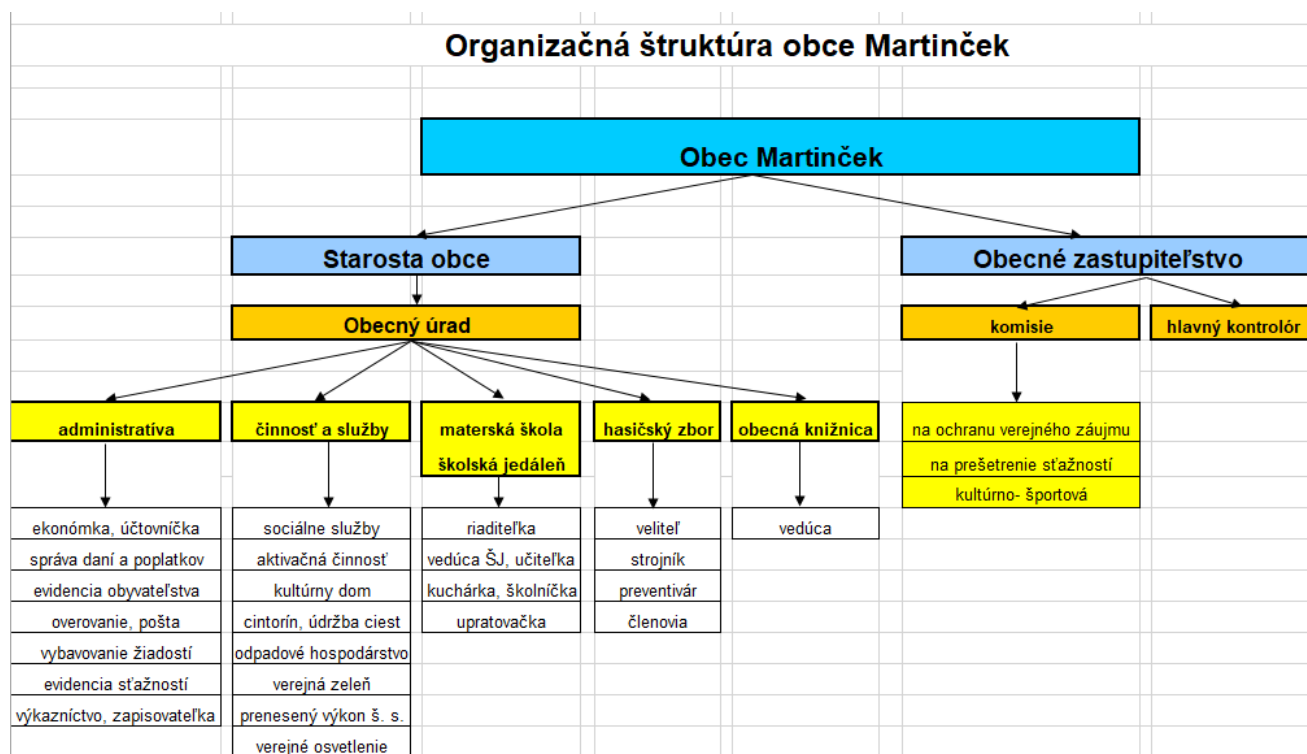 Organizačná štruktúra obce Martinček
Obec Martinček
Starosta obce
Obecné zastupiteľstvo
Obecný úrad
komisie
hlavný kontrolór
administratíva
činnosť a služby
materská škola
školská jedáleň
hasičský zbor
obecná knižnica
na ochranu verejného záujmu
na prešetrenie sťažností
kultúrno- športová
ekonómka, účtovníčka
správa daní a poplatkov
evidencia obyvateľstva
overovanie, pošta
vybavovanie žiadostí
evidencia sťažností
výkazníctvo, zapisovateľka
sociálne služby
aktivačná činnosť
kultúrny dom
cintorín, údržba ciest
odpadové hospodárstvo
verejná zeleň
prenesený výkon š. s.
verejné osvetlenie
riaditeľka
vedúca ŠJ, učiteľka
kuchárka, školníčka
upratovačka
veliteľ
strojník
preventivár
členovia
vedúca